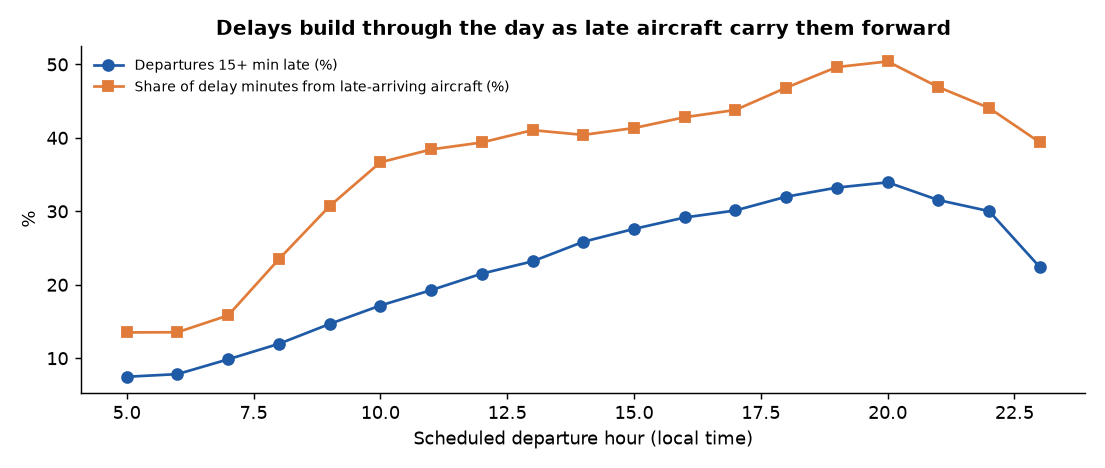 Delays build through the day as late aircraft carry them forward
Departures 15+ min late (%)
Share of delay minutes from late-arriving aircraft (%)
50
40
30
20
10
%
5.0 7.5 10.0 12.5 15.0 17.5 20.0 22.5
Scheduled departure hour (local time)